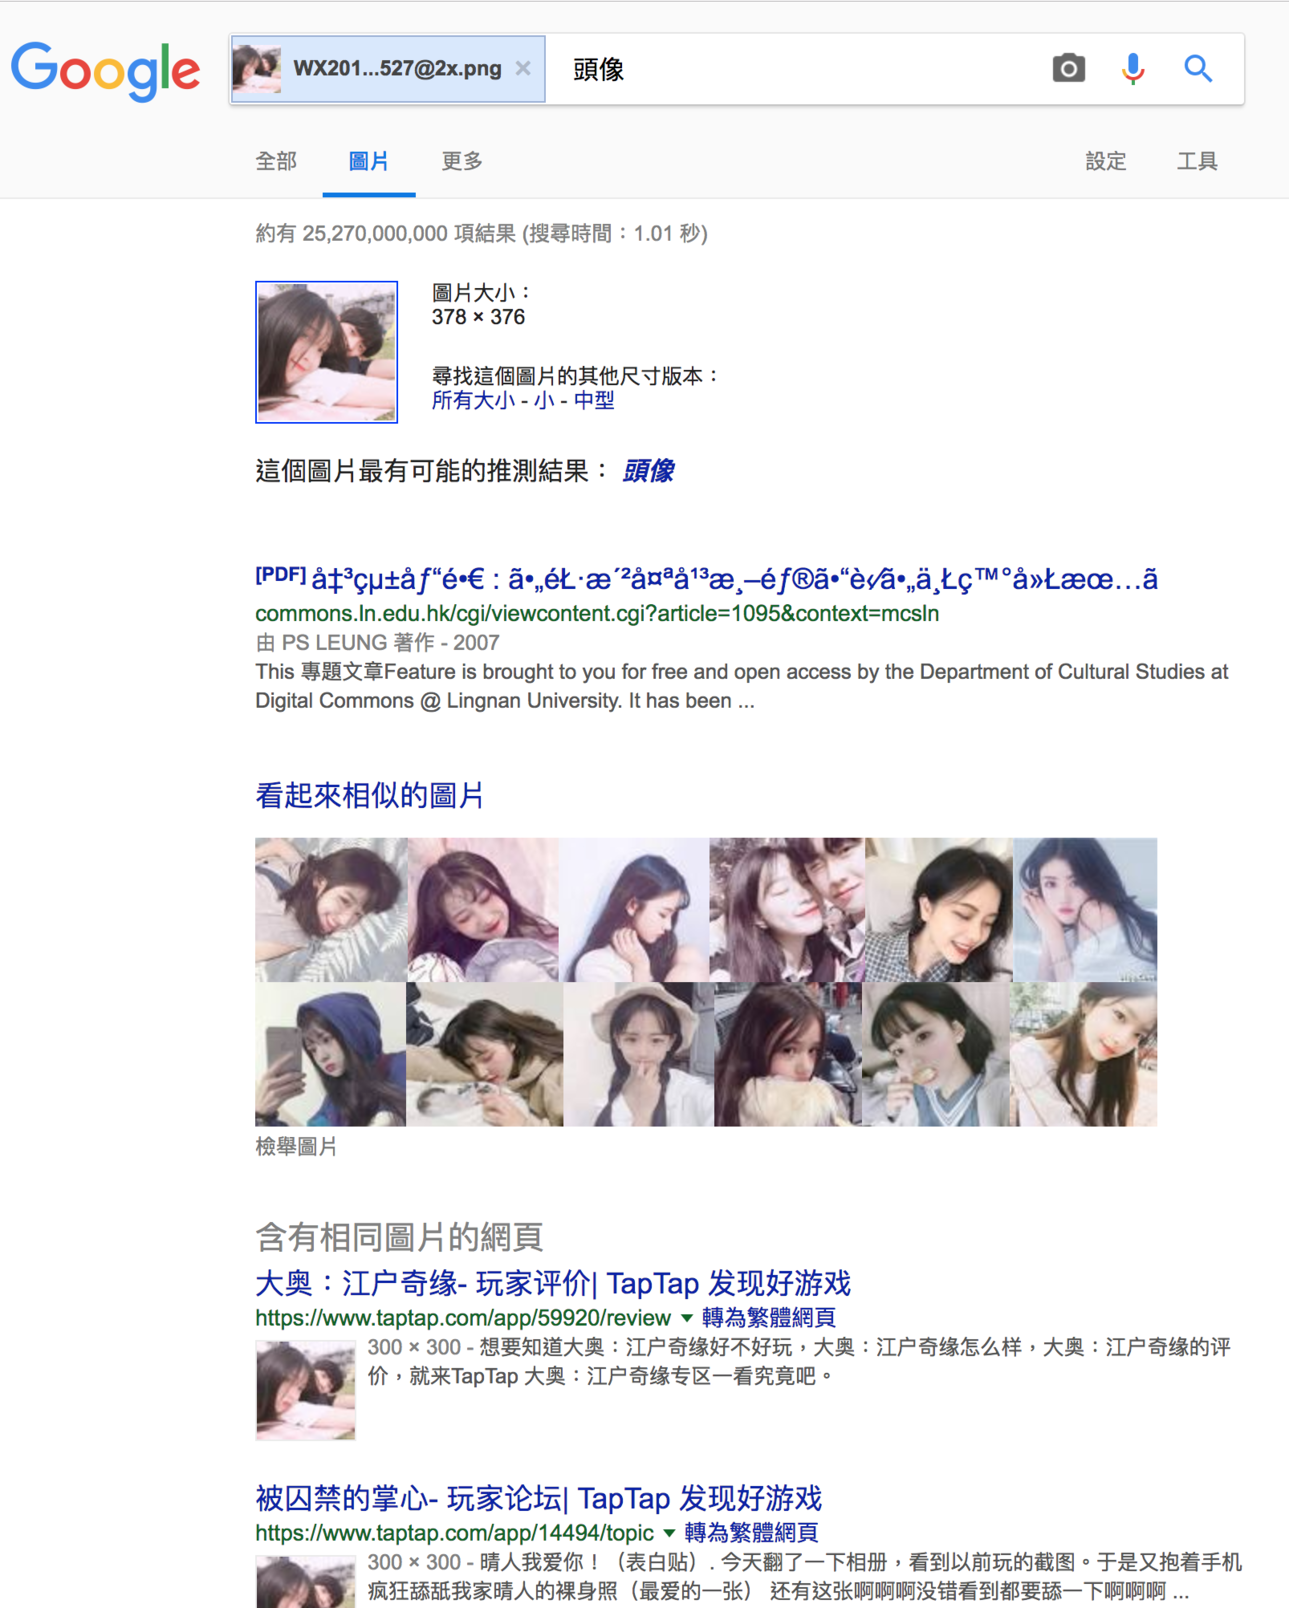 Google
WX201...527@2x.png × 頭像
全部 圖片 更多 設定 工具
約有 25,270,000,000 項結果 (搜尋時間:1.01 秒)
圖片大小:
378 × 376
尋找這個圖片的其他尺寸版本:
所有大小 - 小 - 中型
這個圖片最有可能的推測結果: 頭像
[PDF]
commons.ln.edu.hk/cgi/viewcontent.cgi?article=1095&context=mcsln
由 PS LEUNG 著作 - 2007
This 專題文章Feature is brought to you for free and open access by the Department of Cultural Studies at
Digital Commons @ Lingnan University. It has been ...
看起來相似的圖片
檢舉圖片
含有相同圖片的網頁
大奥:江户奇缘- 玩家评价| TapTap 发现好游戏
https://www.taptap.com/app/59920/review ▼ 轉為繁體網頁
300 × 300 - 想要知道大奥:江户奇缘好不好玩,大奥:江户奇缘怎么样,大奥:江户奇缘的评
价,就来TapTap 大奥:江户奇缘专区一看究竟吧。
被囚禁的掌心- 玩家论坛| TapTap 发现好游戏
https://www.taptap.com/app/14494/topic ▼ 轉為繁體網頁
300 × 300 - 晴人我爱你!(表白贴). 今天翻了一下相册,看到以前玩的截图。于是又抱着手机
疯狂舔舐我家晴人的裸身照(最爱的一张) 还有这张啊啊啊没错看到都要舔一下啊啊啊 ...